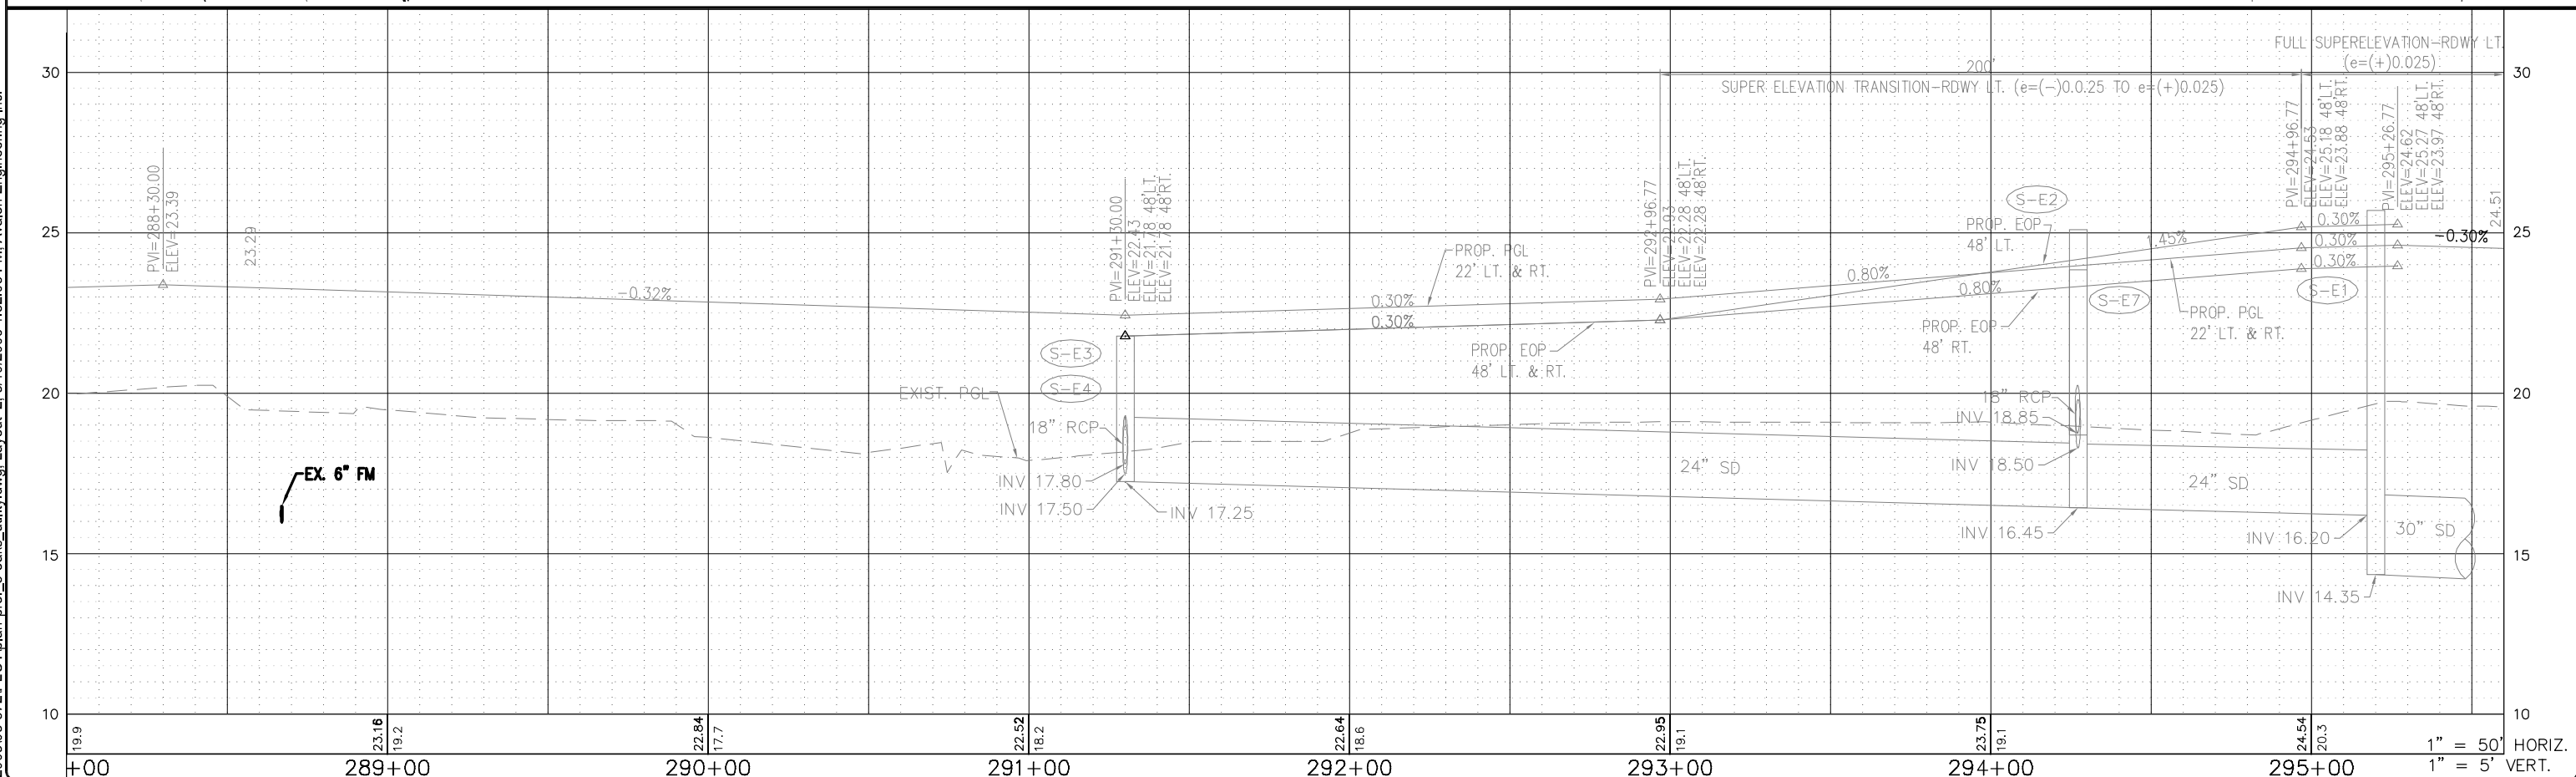 FULL SUPERELEVATION-RDWY LT.
(e=(+)0.025)
200'
SUPER ELEVATION TRANSITION-RDWY LT. (e=(-)0.0.25 TO e=(+)0.025)
30
30
PVI=288+30.00
ELEV=23.39
23.29
PVI=291+30.00
ELEV=22.43
ELEV=21.78 48'LT.
ELEV=21.78 48'RT.
PVI=292+96.77
ELEV=22.93
ELEV=22.28 48'LT.
ELEV=22.28 48'RT.
PVI=294+96.77
ELEV=24.53
ELEV=25.18 48'LT.
ELEV=23.88 48'RT.
PVI=295+26.77
ELEV=24.62
ELEV=25.27 48'LT.
ELEV=23.97 48'RT.
24.51
25
25
S-E2
PROP. EOP
48' LT.
1.45%
0.30%
0.30%
0.30%
-0.30%
PROP. PGL
22' LT. & RT.
-0.32%
0.30%
0.30%
0.80%
0.80%
S-E7
S-E1
PROP. EOP
48' RT.
PROP. PGL
22' LT. & RT.
PROP. EOP
48' LT. & RT.
S-E3
S-E4
20
20
EXIST. PGL
18" RCP
INV 17.80
INV 17.50
INV 17.25
18" RCP
INV 18.85
INV 18.50
24" SD
24" SD
EX. 6" FM
INV 16.45
INV 16.20
30" SD
15
15
INV 14.35
10
10
19.9
23.16
19.2
22.84
17.7
22.52
18.2
22.64
18.6
22.95
19.1
23.75
19.1
24.54
20.3
+00
289+00
290+00
291+00
292+00
293+00
294+00
295+00
1" = 50' HORIZ.
1" = 5' VERT.